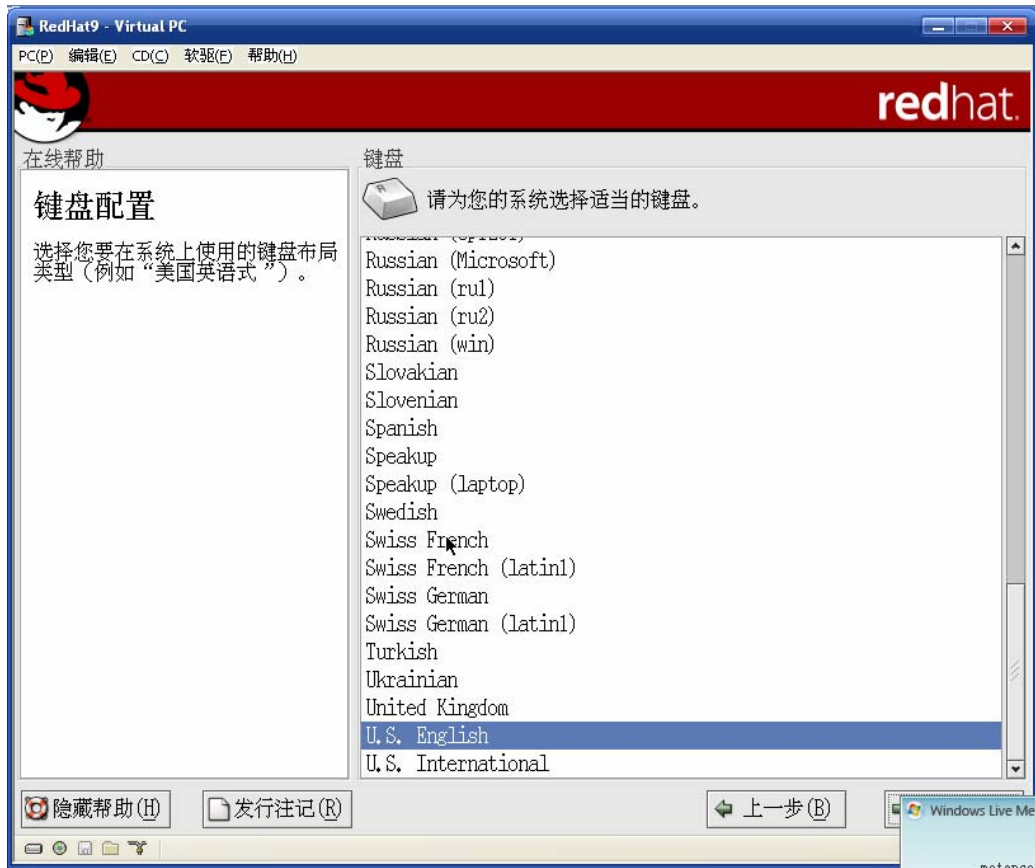 RedHat9 - Virtual PC
PC(P) 编辑(E) CD(C) 软驱(F) 帮助(H)
redhat.
在线帮助
键盘配置
选择您要在系统上使用的键盘布局
类型（例如“美国英语式 ”）。
键盘
请为您的系统选择适当的键盘。
Russian
Russian (Microsoft)
Russian (ru1)
Russian (ru2)
Russian (win)
Slovakian
Slovenian
Spanish
Speakup
Speakup (laptop)
Swedish
Swiss French
Swiss French (latin1)
Swiss German
Swiss German (latin1)
Turkish
Ukrainian
United Kingdom
U.S. English
U.S. International
隐藏帮助(H) 发行注记(R) 上一步(B)
Windows Live Me